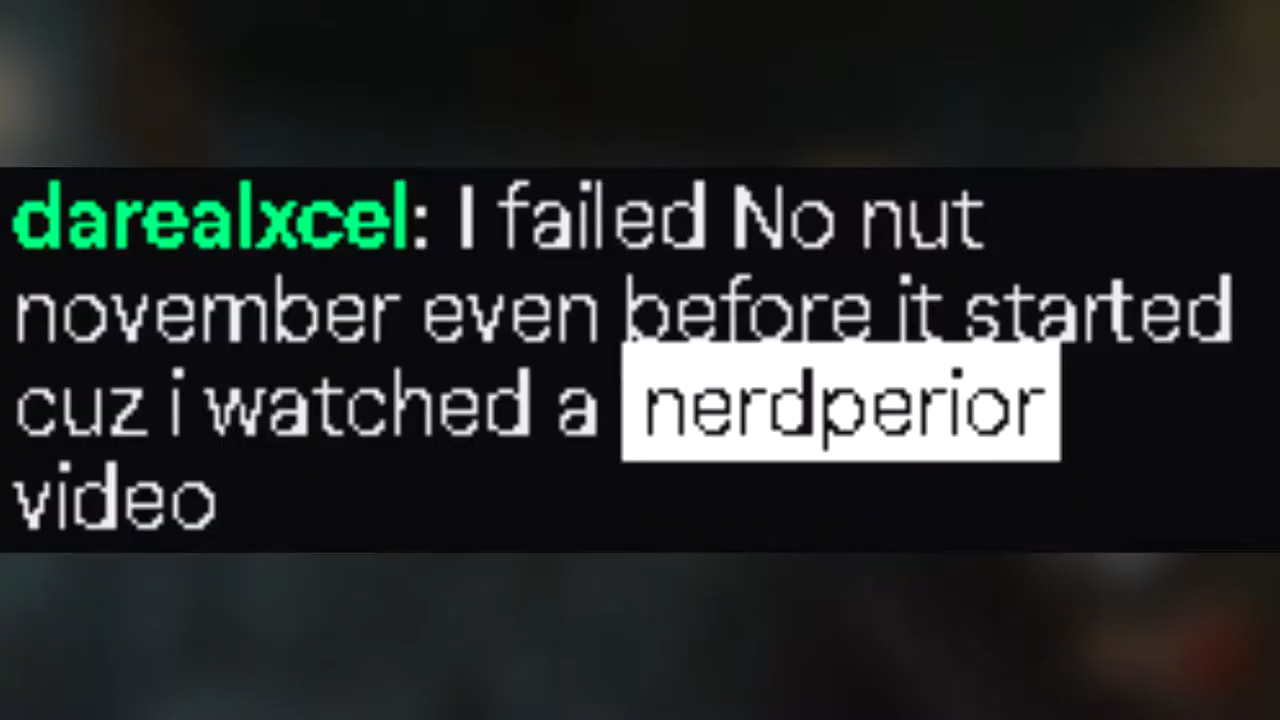 darealxcel: I failed No nut
november even before it started
cuz i watched a nerdperior
video